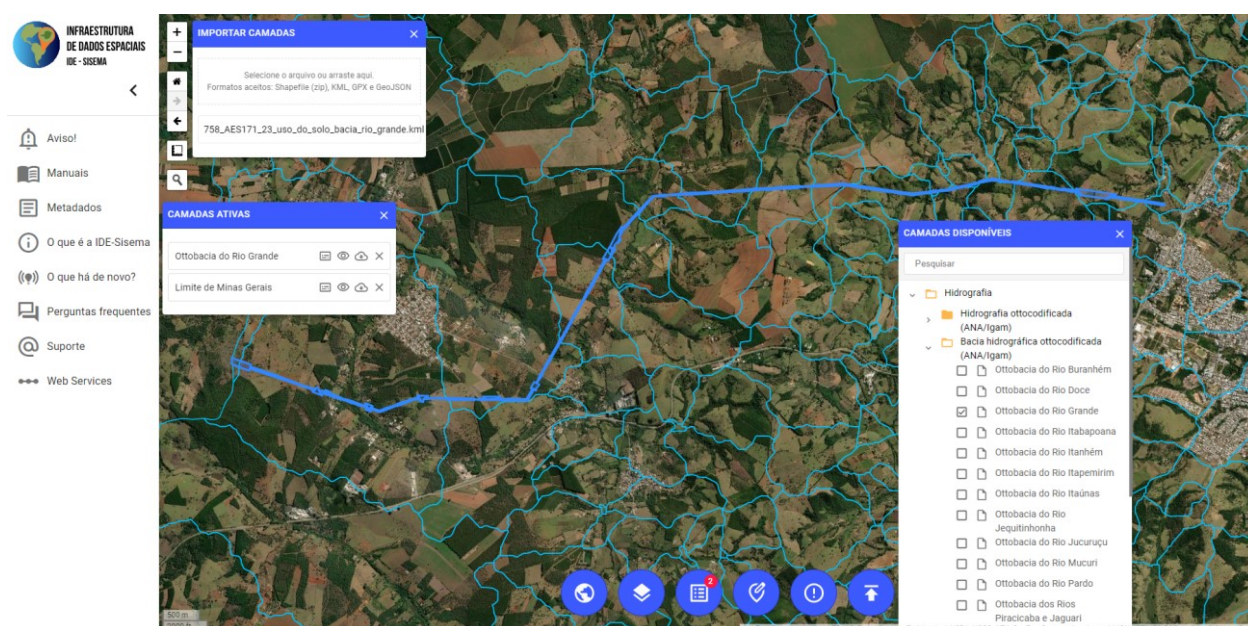 INFRAESTRUTURA
DE DADOS ESPACIAIS
IDE - SISEMA
Aviso!
Manuais
Metadados
O que é a IDE-Sisema
O que há de novo?
Perguntas frequentes
Suporte
Web Services
IMPORTAR CAMADAS
Selecione o arquivo ou arraste aqui.
Formatos aceitos: Shapefile (zip), KML, GPX e GeoJSON
758_AES171_23_uso_do_solo_bacia_rio_grande.kml
CAMADAS ATIVAS
Ottobacia do Rio Grande
Limite de Minas Gerais
CAMADAS DISPONÍVEIS
Pesquisar
Hidrografia
Hidrografia ottocodificada
(ANA/Igam)
Bacia hidrográfica ottocodificada
(ANA/Igam)
Ottobacia do Rio Buranhém
Ottobacia do Rio Doce
Ottobacia do Rio Grande
Ottobacia do Rio Itabapoana
Ottobacia do Rio Itanhém
Ottobacia do Rio Itapemirim
Ottobacia do Rio Itaúnas
Ottobacia do Rio
Jequitinhonha
Ottobacia do Rio Jucuruçu
Ottobacia do Rio Mucuri
Ottobacia do Rio Pardo
Ottobacia dos Rios
Piracicaba e Jaguari
2
500 m